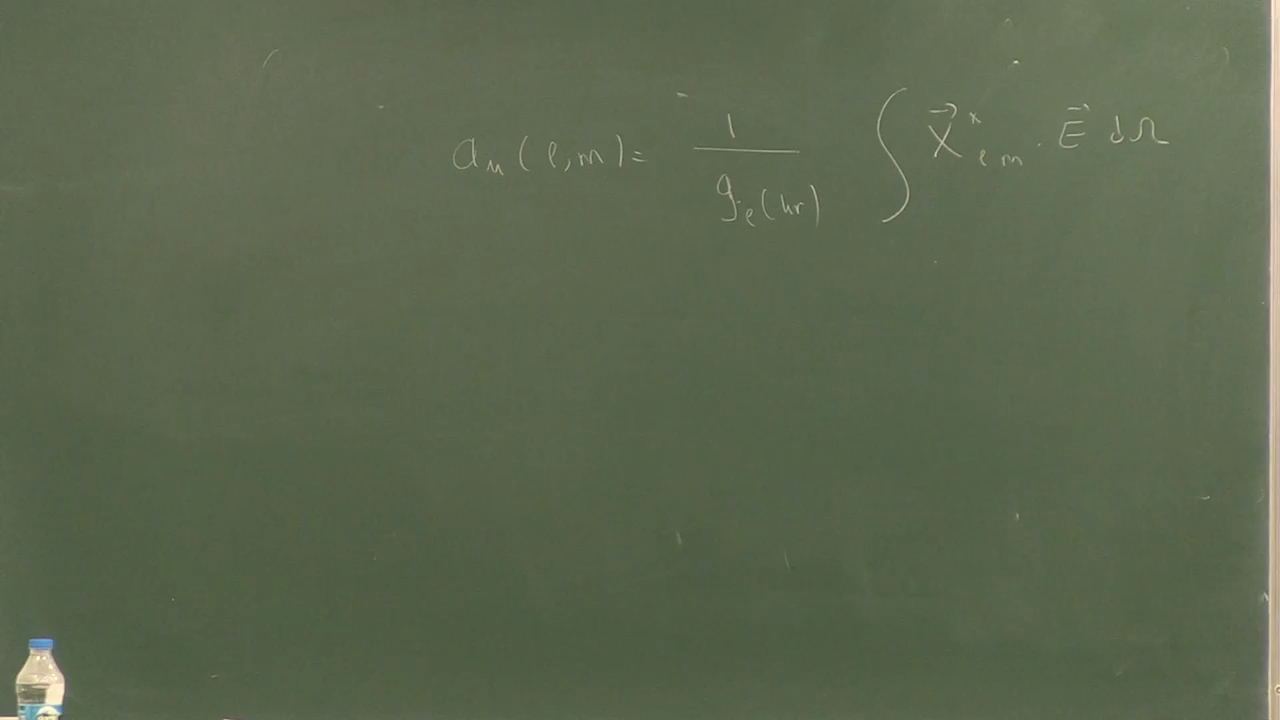 a_M (ℓ,m) = 1 / g_ℓ(kr) ∫ X⃗*_ℓm · E⃗ dΩ